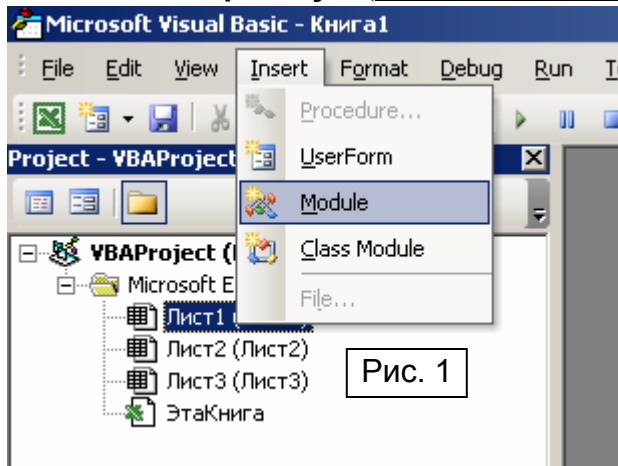 Microsoft Visual Basic - Книга1
File Edit View Insert Format Debug Run
Procedure...
Project - VBAProject
UserForm
Module
Class Module
VBAProject (
Microsoft E
File...
Лист1
Лист2 (Лист2)
Лист3 (Лист3)
ЭтаКнига
Рис. 1